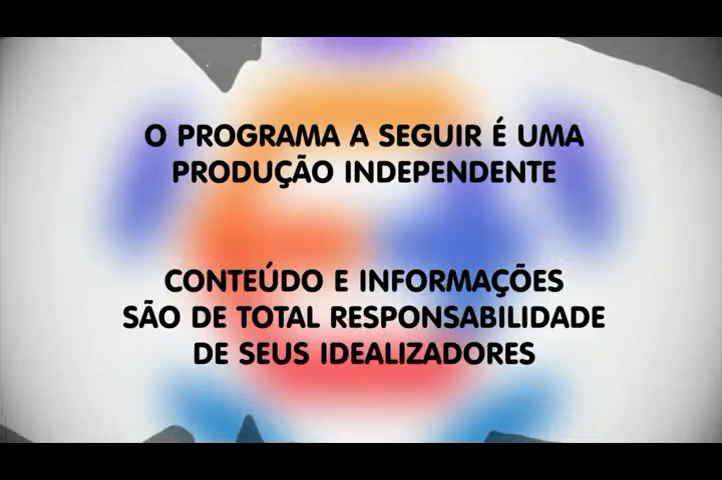 O PROGRAMA A SEGUIR É UMA
PRODUÇÃO INDEPENDENTE
CONTEÚDO E INFORMAÇÕES
SÃO DE TOTAL RESPONSABILIDADE
DE SEUS IDEALIZADORES